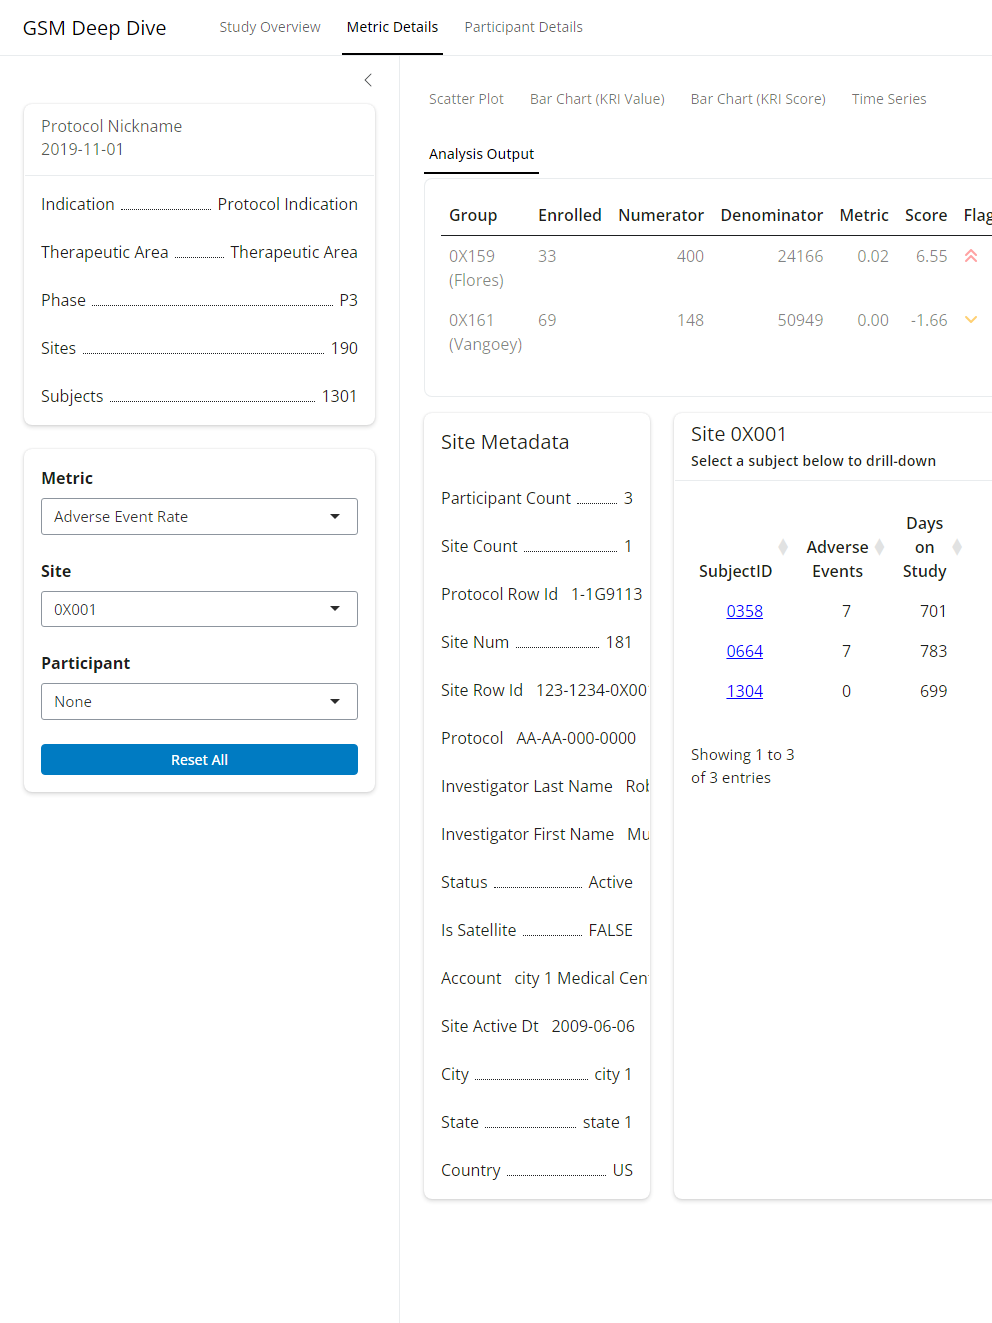 GSM Deep Dive
Study Overview
Metric Details
Participant Details
Protocol Nickname
2019-11-01
Indication Protocol Indication
Therapeutic Area Therapeutic Area
Phase P3
Sites 190
Subjects 1301
Metric
Adverse Event Rate
Site
0X001
Participant
None
Reset All
Scatter Plot
Bar Chart (KRI Value)
Bar Chart (KRI Score)
Time Series
Analysis Output
Group Enrolled Numerator Denominator Metric Score Flag
0X159 33 400 24166 0.02 6.55
(Flores)
0X161 69 148 50949 0.00 -1.66
(Vangoey)
Site Metadata
Participant Count 3
Site Count 1
Protocol Row Id 1-1G9113
Site Num 181
Site Row Id 123-1234-0X00
Protocol AA-AA-000-0000
Investigator Last Name Rob
Investigator First Name Mu
Status Active
Is Satellite FALSE
Account city 1 Medical Cen
Site Active Dt 2009-06-06
City city 1
State state 1
Country US
Site 0X001
Select a subject below to drill-down
SubjectID
Adverse
Events
Days
on
Study
0358 7 701
0664 7 783
1304 0 699
Showing 1 to 3
of 3 entries